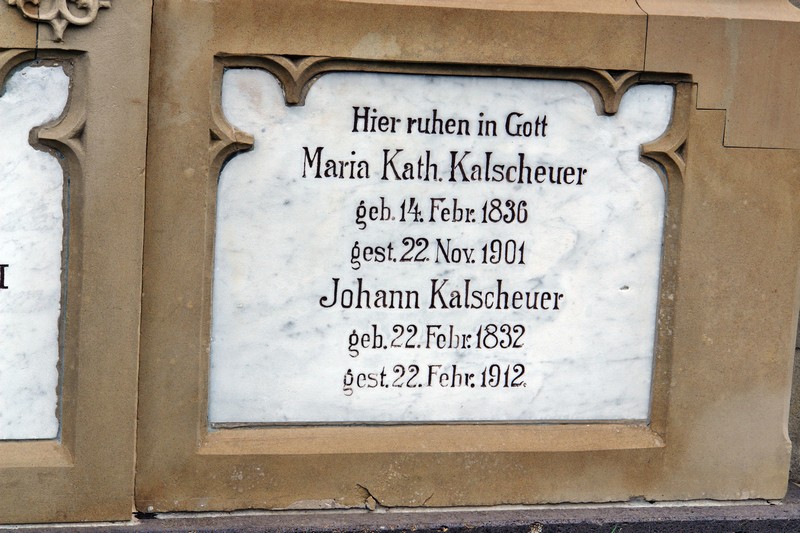 Hier ruhen in Gott
Maria Kath. Kalscheuer
geb. 14. Febr. 1836
gest. 22. Nov. 1901
Johann Kalscheuer
geb. 22. Febr. 1832
gest. 22. Febr. 1912.